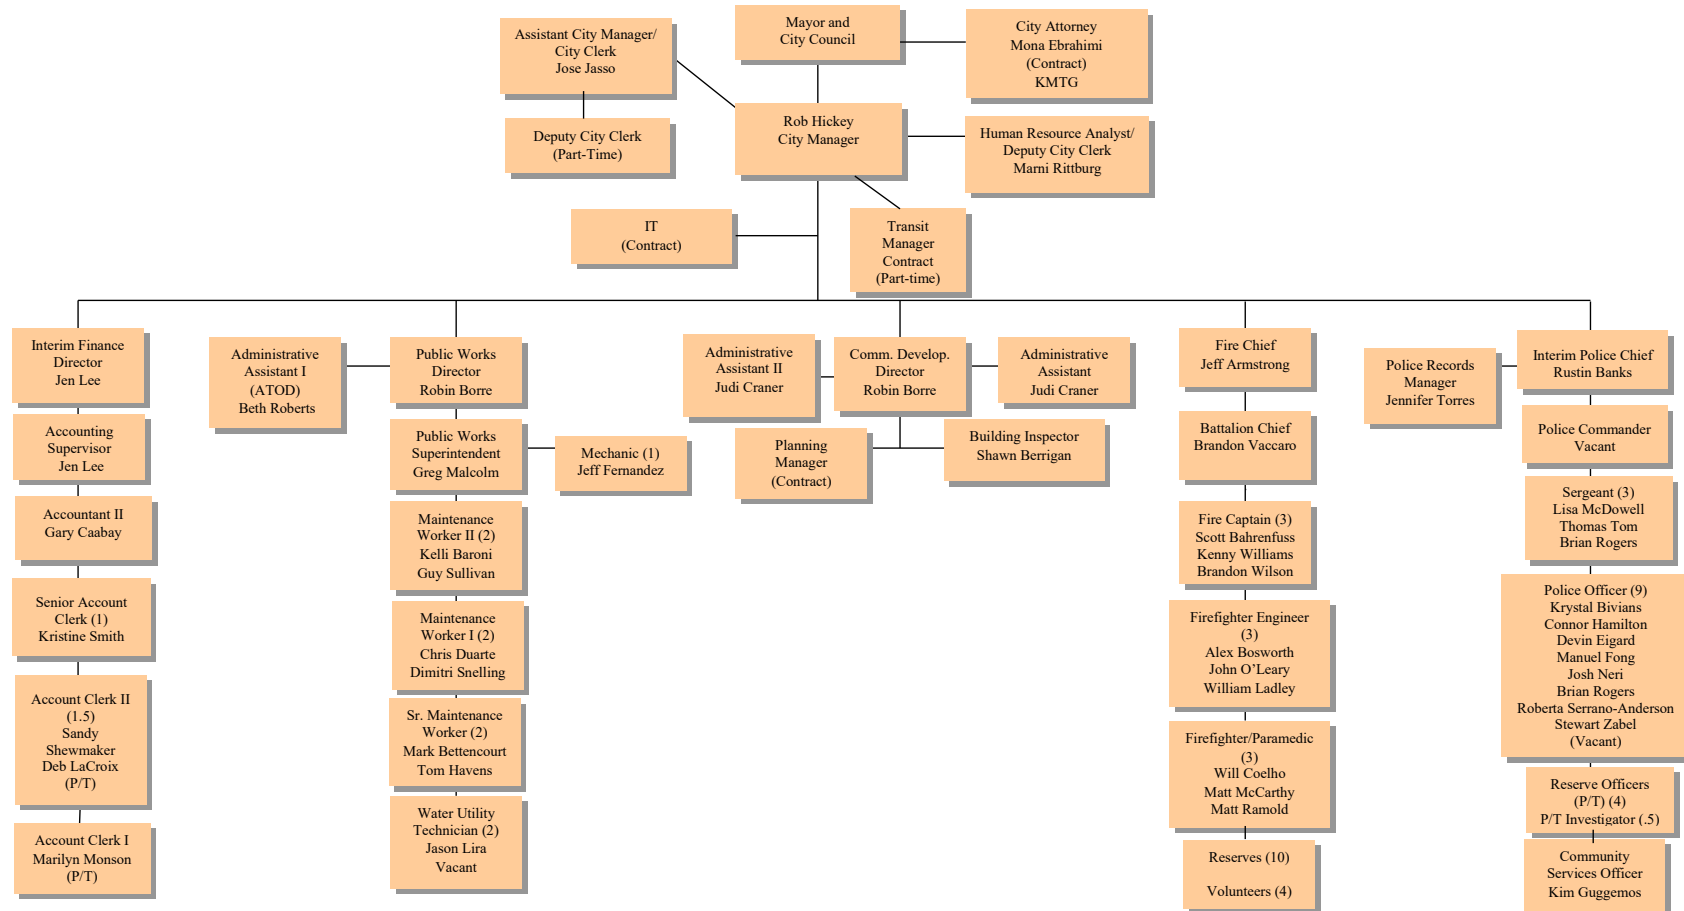 Mayor and
City Council
City Attorney
Mona Ebrahimi
(Contract)
KMTG
Assistant City Manager/
City Clerk
Jose Jasso
Deputy City Clerk
(Part-Time)
Rob Hickey
City Manager
Human Resource Analyst/
Deputy City Clerk
Marni Rittburg
IT
(Contract)
Transit
Manager
Contract
(Part-time)
Interim Finance
Director
Jen Lee
Accounting
Supervisor
Jen Lee
Accountant II
Gary Caabay
Senior Account
Clerk (1)
Kristine Smith
Account Clerk II
(1.5)
Sandy
Shewmaker
Deb LaCroix
(P/T)
Account Clerk I
Marilyn Monson
(P/T)
Administrative
Assistant I
(ATOD)
Beth Roberts
Public Works
Director
Robin Borre
Public Works
Superintendent
Greg Malcolm
Mechanic (1)
Jeff Fernandez
Maintenance
Worker II (2)
Kelli Baroni
Guy Sullivan
Maintenance
Worker I (2)
Chris Duarte
Dimitri Snelling
Sr. Maintenance
Worker (2)
Mark Bettencourt
Tom Havens
Water Utility
Technician (2)
Jason Lira
Vacant
Administrative
Assistant II
Judi Craner
Comm. Develop.
Director
Robin Borre
Administrative
Assistant
Judi Craner
Planning
Manager
(Contract)
Building Inspector
Shawn Berrigan
Fire Chief
Jeff Armstrong
Battalion Chief
Brandon Vaccaro
Fire Captain (3)
Scott Bahrenfuss
Kenny Williams
Brandon Wilson
Firefighter Engineer
(3)
Alex Bosworth
John O’Leary
William Ladley
Firefighter/Paramedic
(3)
Will Coelho
Matt McCarthy
Matt Ramold
Reserves (10)
Volunteers (4)
Police Records
Manager
Jennifer Torres
Interim Police Chief
Rustin Banks
Police Commander
Vacant
Sergeant (3)
Lisa McDowell
Thomas Tom
Brian Rogers
Police Officer (9)
Krystal Bivians
Connor Hamilton
Devin Eigard
Manuel Fong
Josh Neri
Brian Rogers
Roberta Serrano-Anderson
Stewart Zabel
(Vacant)
Reserve Officers
(P/T) (4)
P/T Investigator (.5)
Community
Services Officer
Kim Guggemos